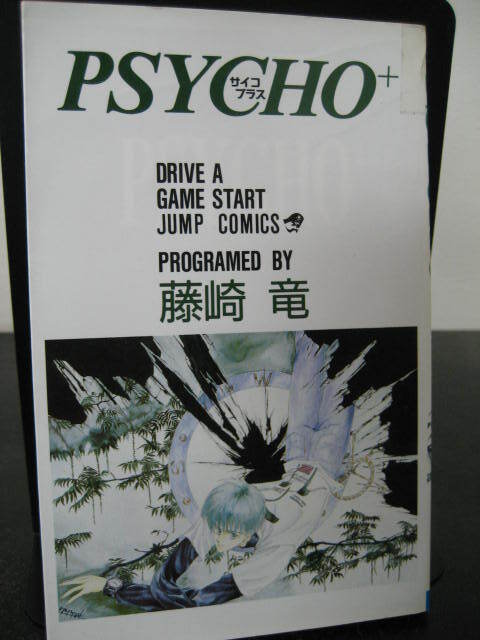 PSYCHO+
サイコ
プラス
DRIVE A
GAME START
JUMP COMICS
PROGRAMED BY
藤崎 竜